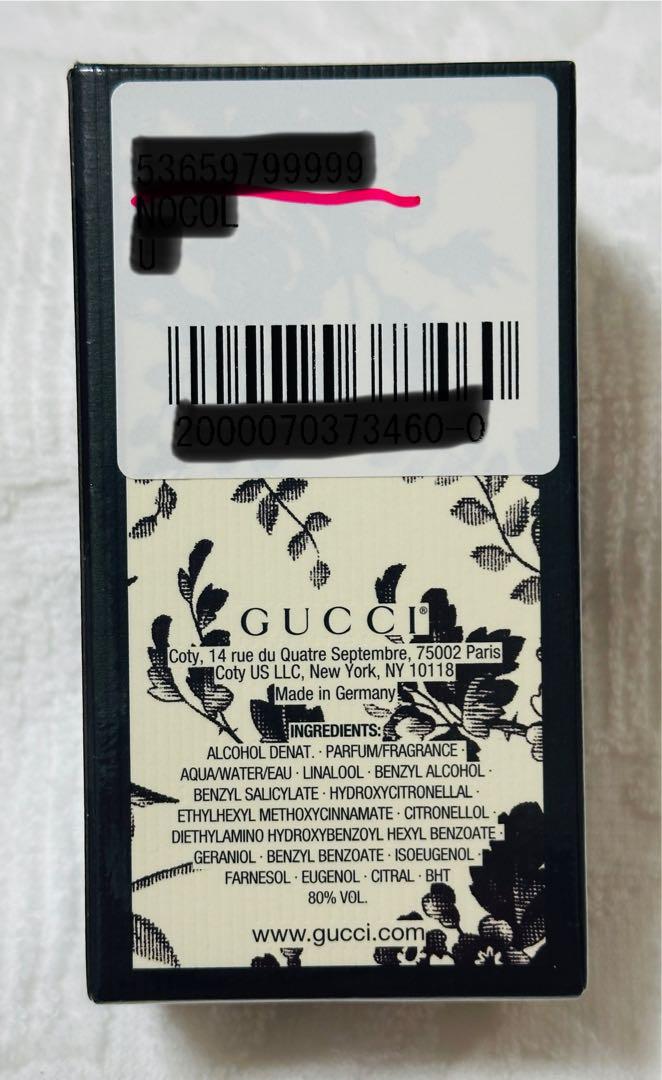 53659799999
NOCOL
U
2000070373460-0
GUCCI®
Coty, 14 rue du Quatre Septembre, 75002 Paris
Coty US LLC, New York, NY 10118
Made in Germany
INGREDIENTS:
ALCOHOL DENAT. · PARFUM/FRAGRANCE ·
AQUA/WATER/EAU · LINALOOL · BENZYL ALCOHOL ·
BENZYL SALICYLATE · HYDROXYCITRONELLAL ·
ETHYLHEXYL METHOXYCINNAMATE · CITRONELLOL ·
DIETHYLAMINO HYDROXYBENZOYL HEXYL BENZOATE ·
GERANIOL · BENZYL BENZOATE · ISOEUGENOL ·
FARNESOL · EUGENOL · CITRAL · BHT
80% VOL.
www.gucci.com